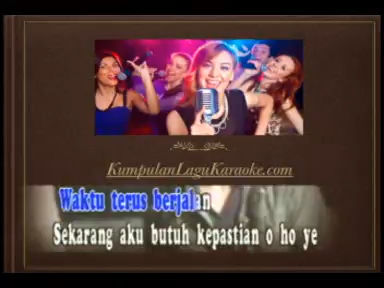 KumpulanLaguKaraoke.com
Waktu terus berjalan
Sekarang aku butuh kepastian o ho ye